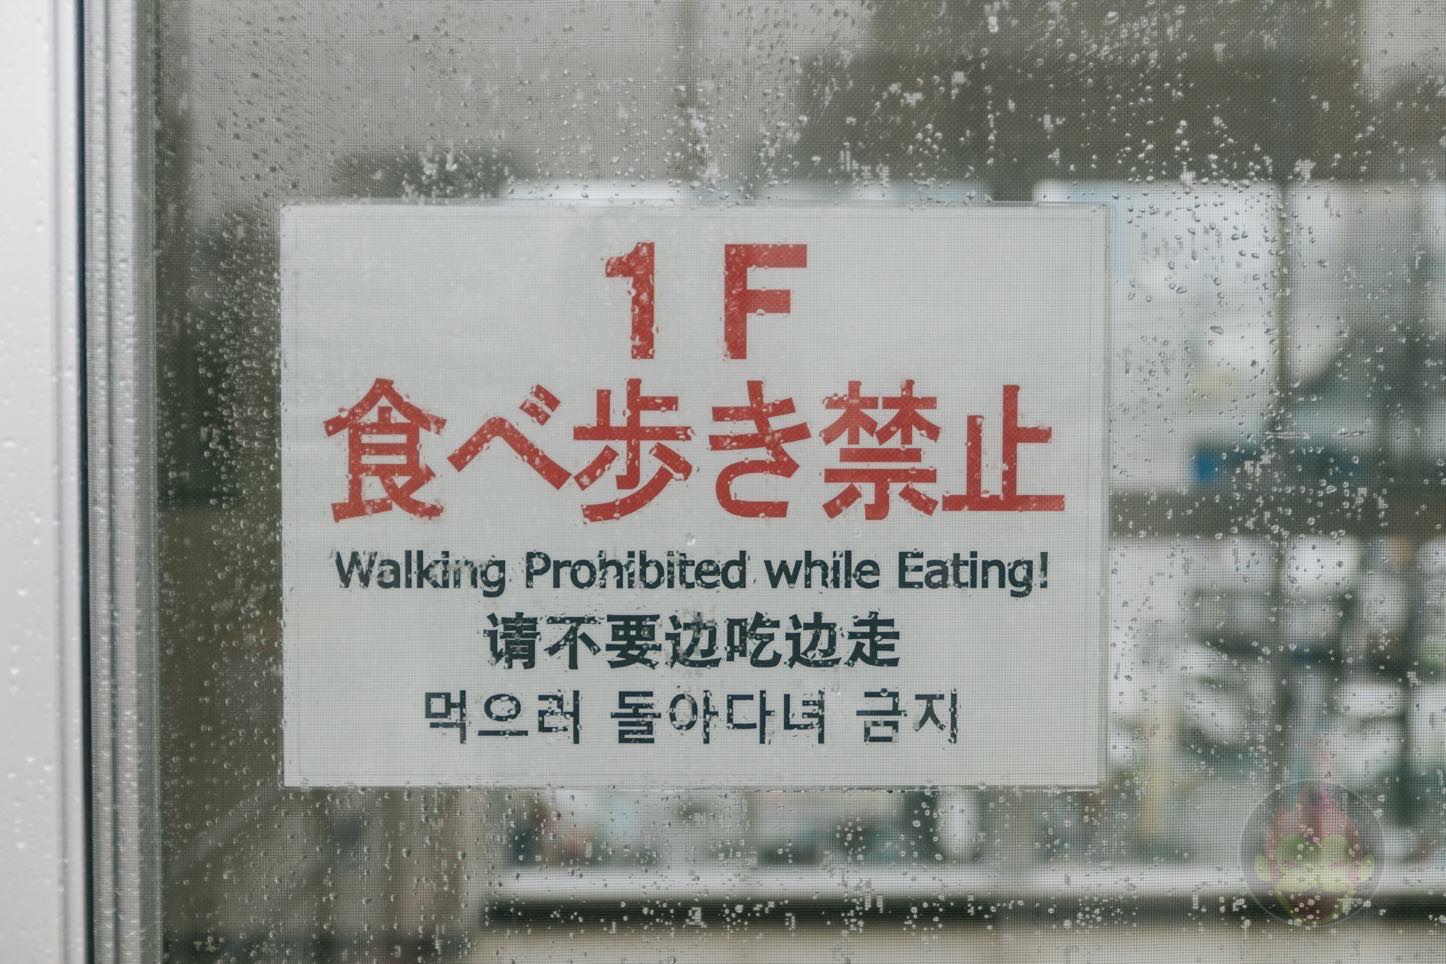 1F
食べ歩き禁止
Walking Prohibited while Eating!
请不要边吃边走
먹으러 돌아다녀 금지